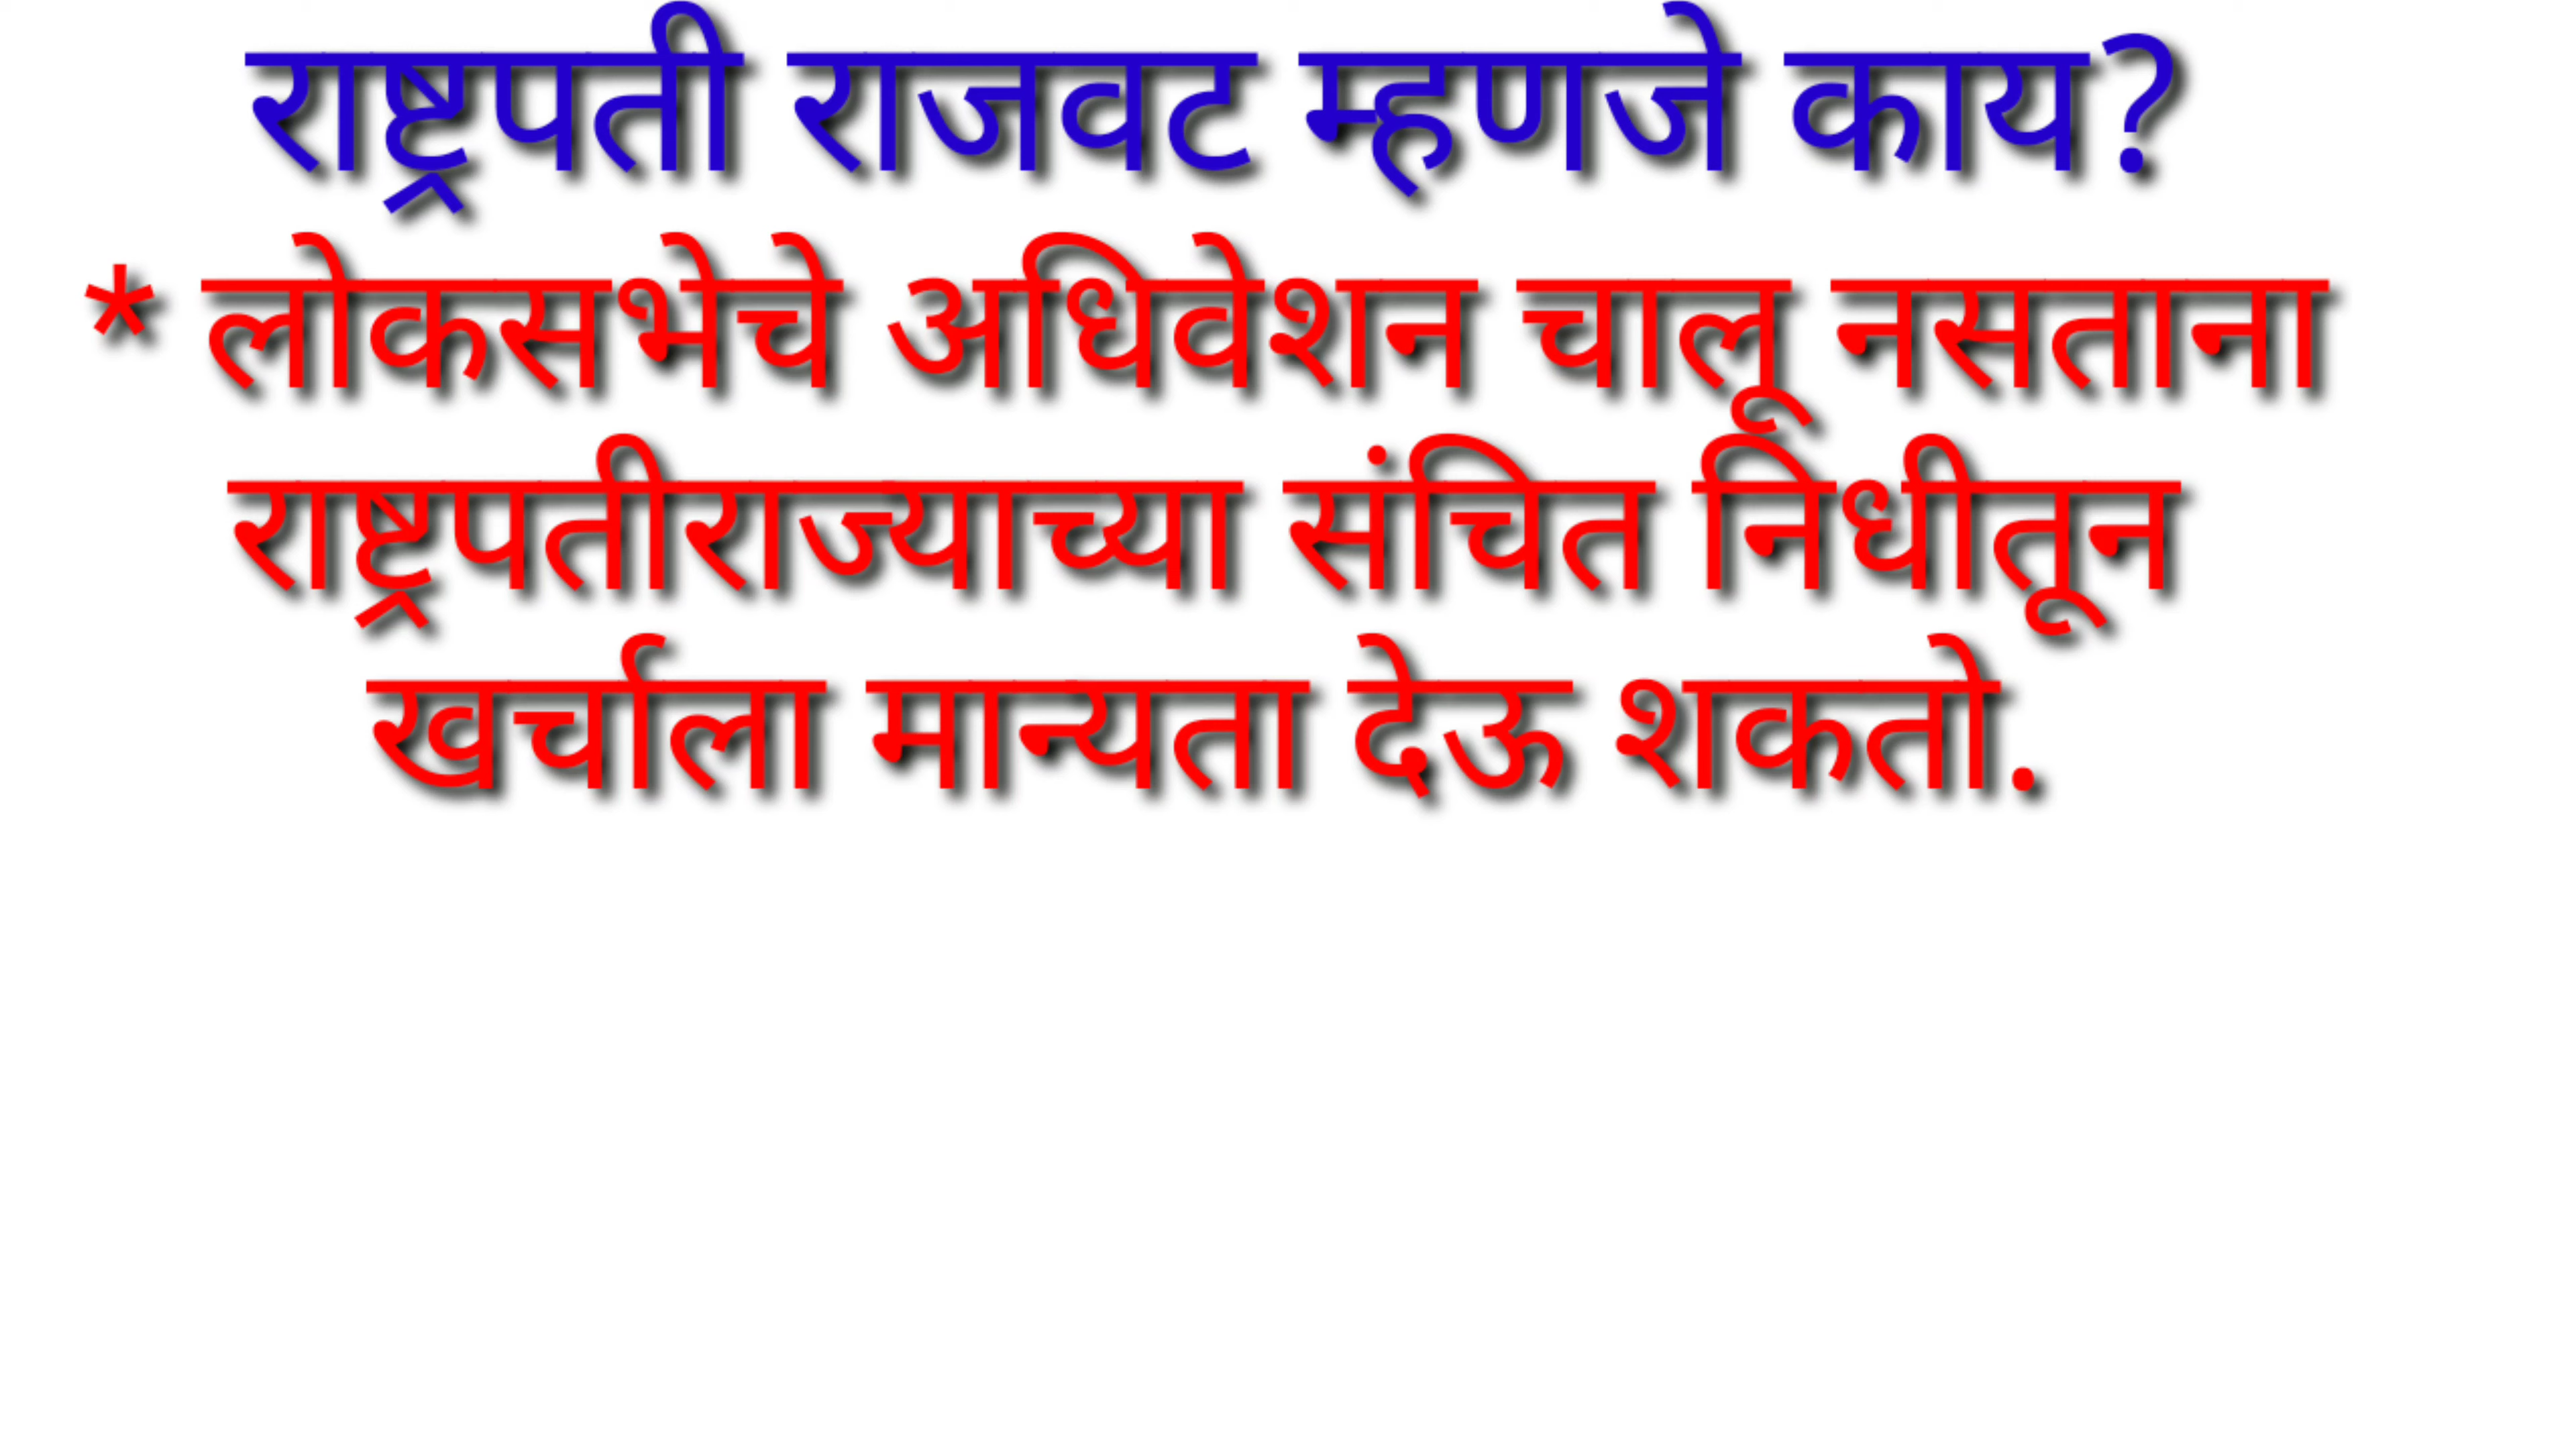 राष्ट्रपती राजवट म्हणजे काय?
* लोकसभेचे अधिवेशन चालू नसताना
राष्ट्रपतीराज्याच्या संचित निधीतून
खर्चाला मान्यता देऊ शकतो.